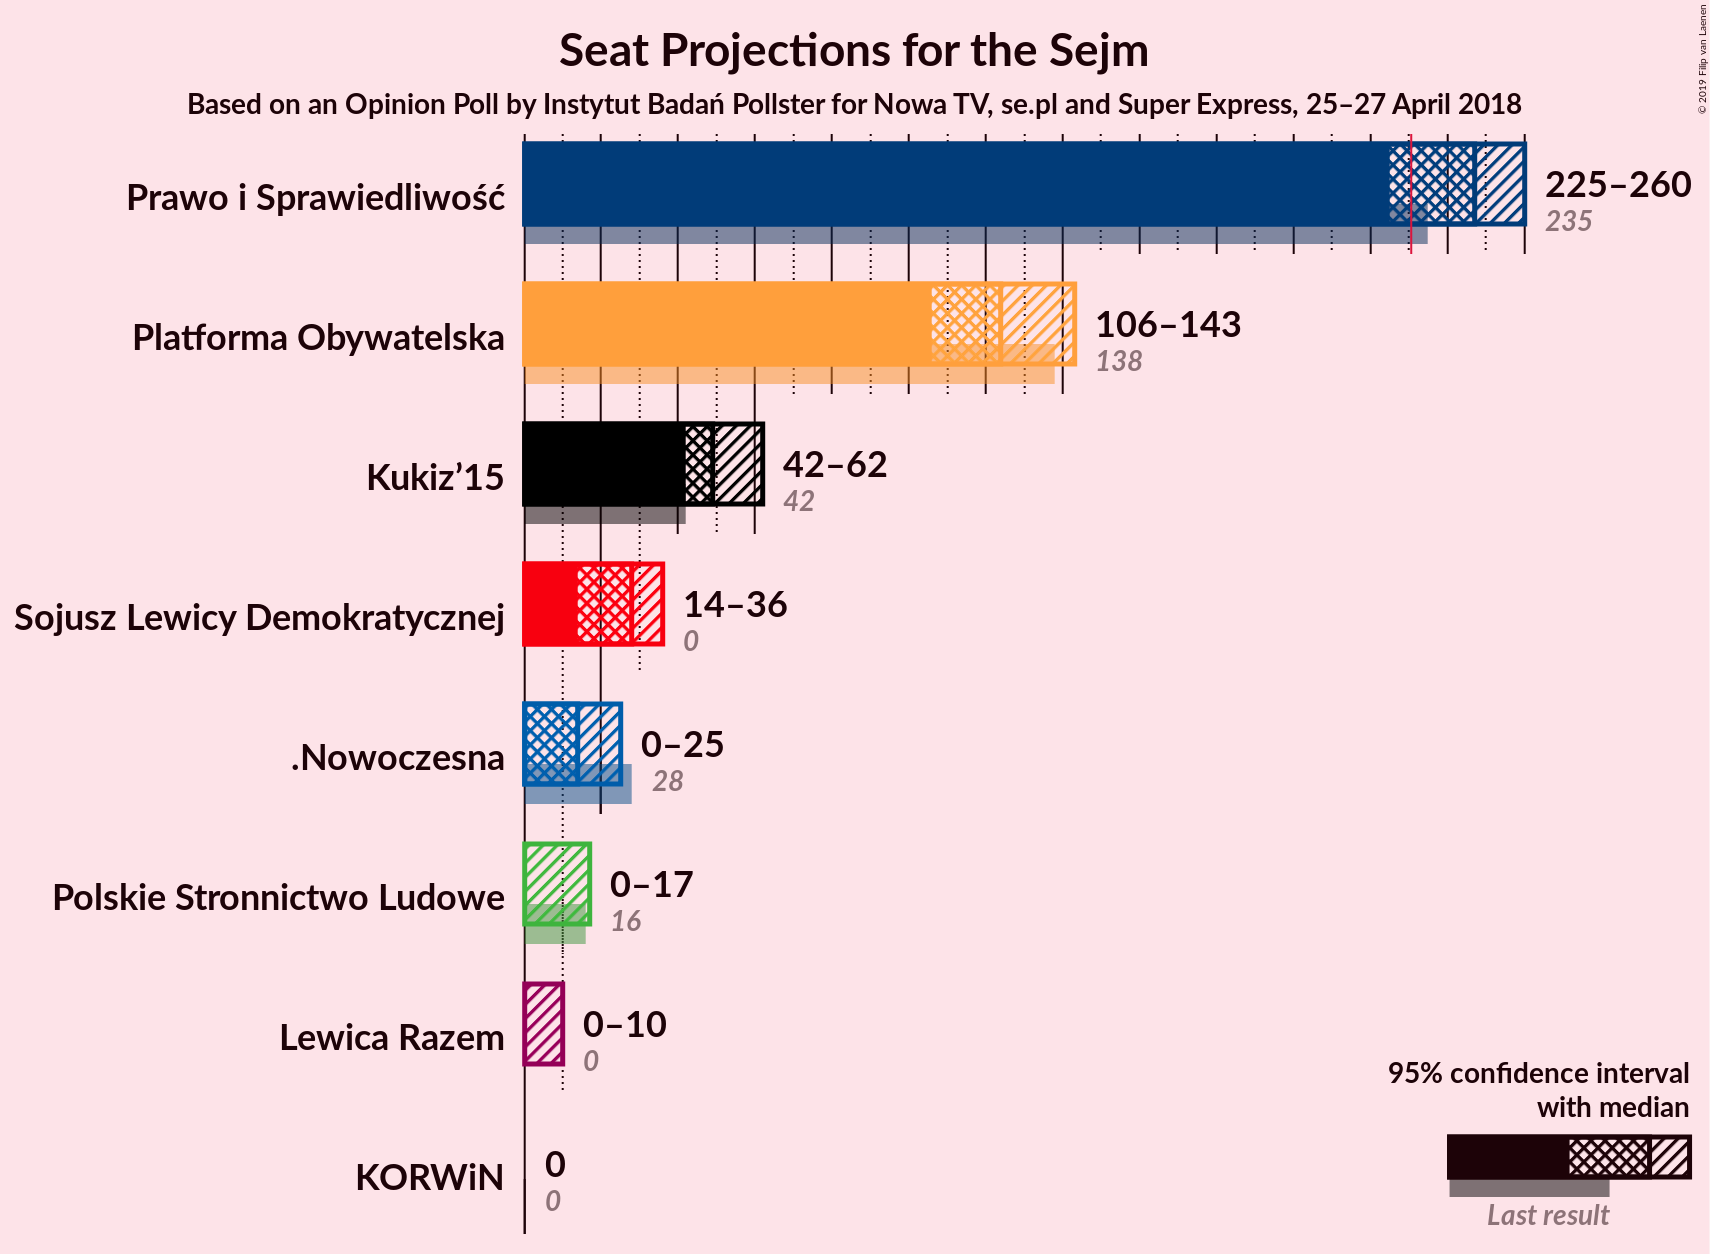 Seat Projections for the Sejm
Based on an Opinion Poll by Instytut Badań Pollster for Nowa TV, se.pl and Super Express, 25–27 April 2018
© 2019 Filip van Laenen
Prawo i Sprawiedliwość
225–260
235
Platforma Obywatelska
106–143
138
Kukiz’15
42–62
42
Sojusz Lewicy Demokratycznej
14–36
0
.Nowoczesna
0–25
28
Polskie Stronnictwo Ludowe
0–17
16
Lewica Razem
0–10
0
KORWiN
0
0
95% confidence interval
with median
Last result